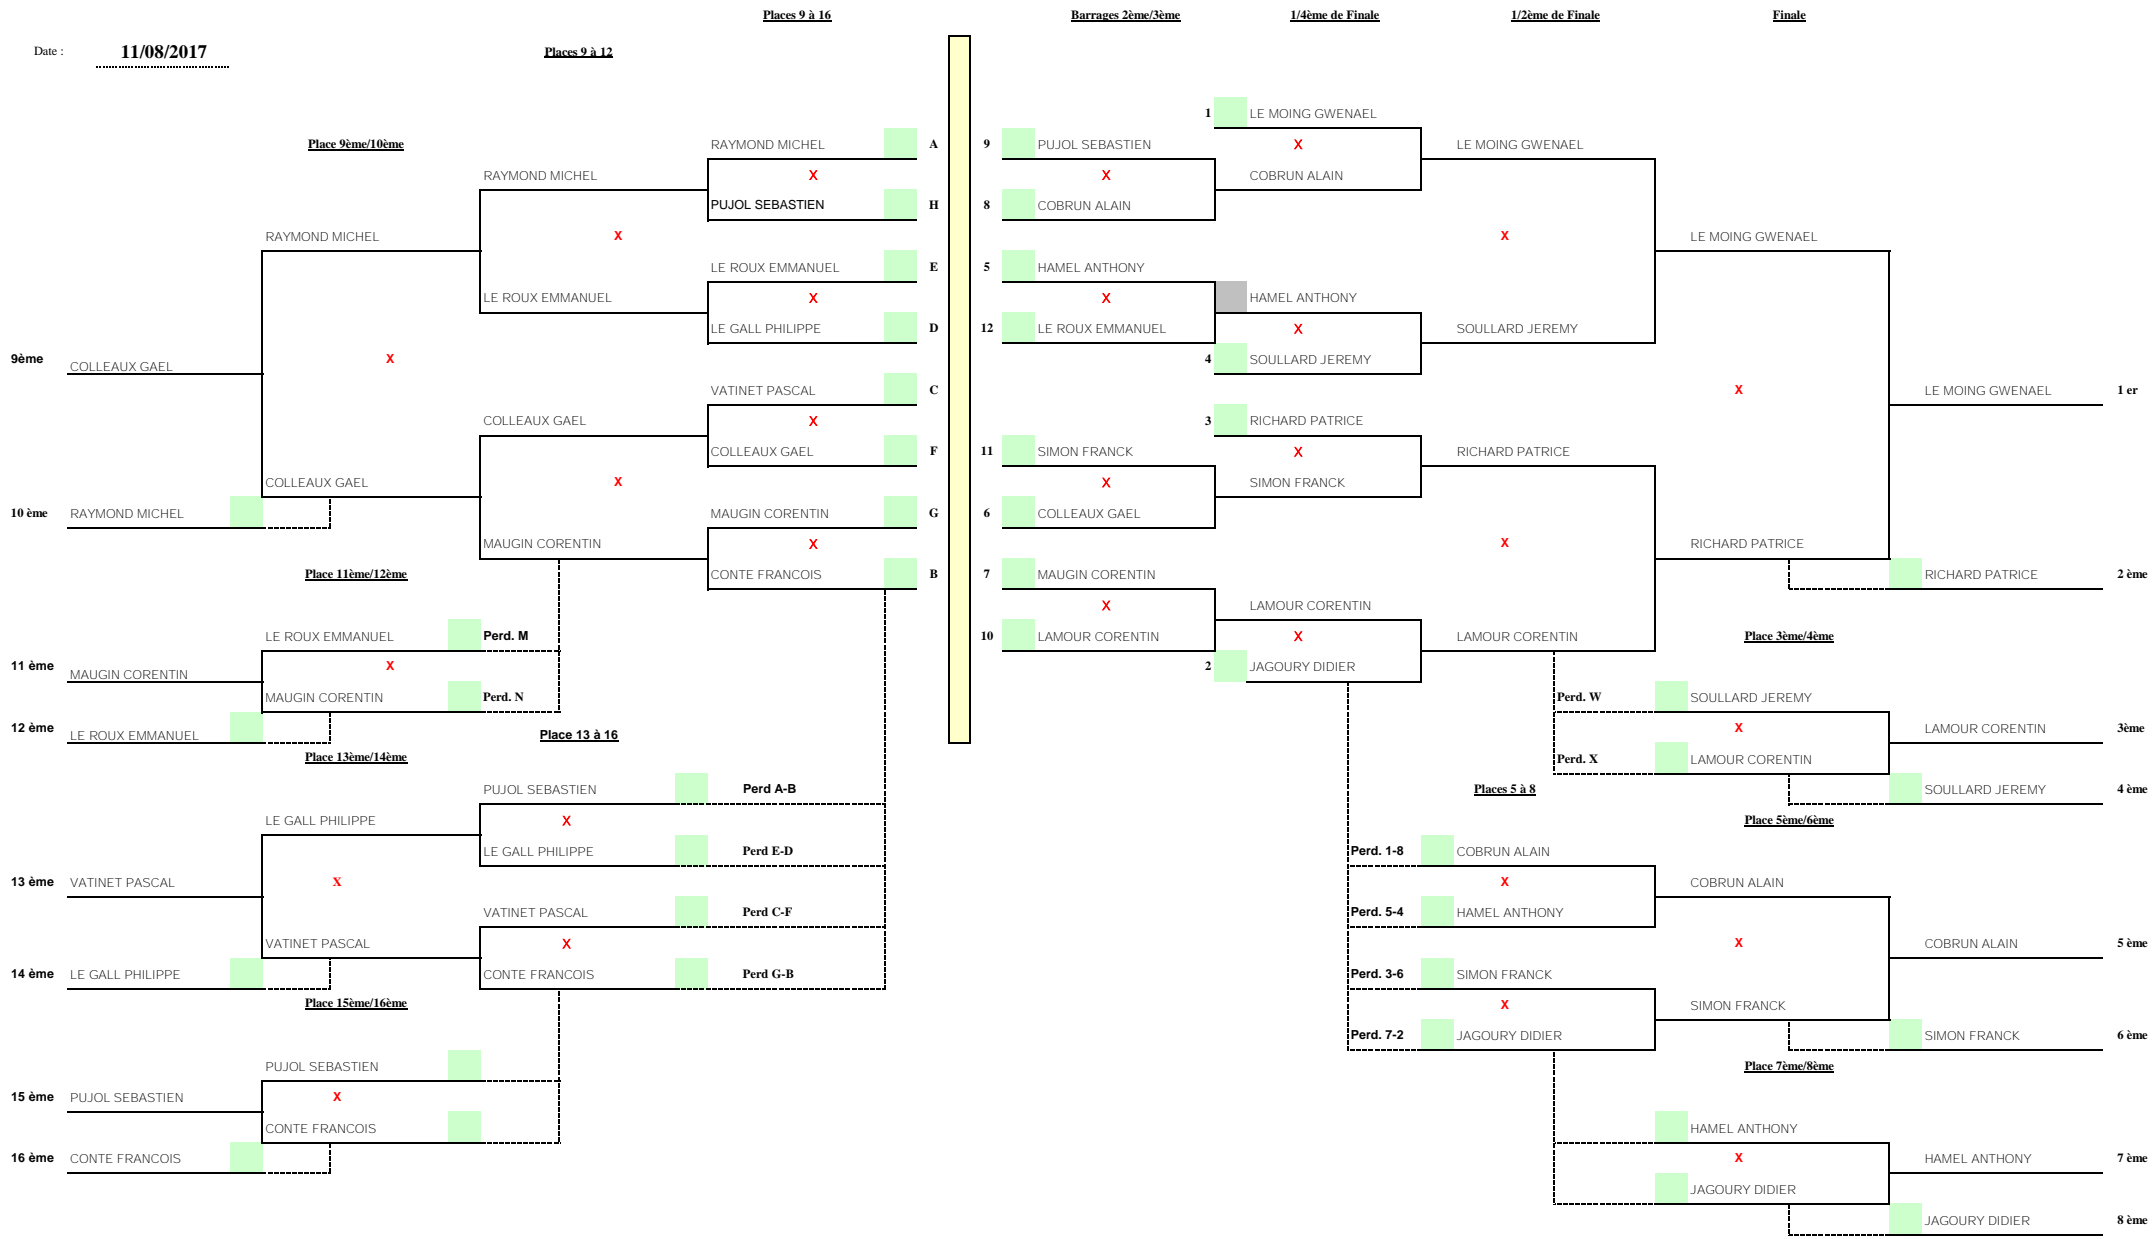 Places 9 à 16
Barrages 2ème/3ème
1/4ème de Finale
1/2ème de Finale
Finale
Date :
11/08/2017
Places 9 à 12
Place 9ème/10ème
RAYMOND MICHEL
A
X
PUJOL SEBASTIEN
H
RAYMOND MICHEL
X
LE ROUX EMMANUEL
E
RAYMOND MICHEL
LE ROUX EMMANUEL
X
LE GALL PHILIPPE
D
9ème
COLLEAUX GAEL
X
VATINET PASCAL
C
COLLEAUX GAEL
X
COLLEAUX GAEL
F
COLLEAUX GAEL
X
10 ème
RAYMOND MICHEL
MAUGIN CORENTIN
G
MAUGIN CORENTIN
X
CONTE FRANCOIS
B
Place 11ème/12ème
LE ROUX EMMANUEL
Perd. M
11 ème
MAUGIN CORENTIN
X
MAUGIN CORENTIN
Perd. N
12 ème
LE ROUX EMMANUEL
Place 13 à 16
Place 13ème/14ème
PUJOL SEBASTIEN
Perd A-B
LE GALL PHILIPPE
X
LE GALL PHILIPPE
Perd E-D
13 ème
VATINET PASCAL
X
VATINET PASCAL
Perd C-F
VATINET PASCAL
X
14 ème
LE GALL PHILIPPE
CONTE FRANCOIS
Perd G-B
Place 15ème/16ème
PUJOL SEBASTIEN
15 ème
PUJOL SEBASTIEN
X
CONTE FRANCOIS
16 ème
CONTE FRANCOIS
1
LE MOING GWENAEL
9
PUJOL SEBASTIEN
X
LE MOING GWENAEL
X
COBRUN ALAIN
8
COBRUN ALAIN
X
LE MOING GWENAEL
5
HAMEL ANTHONY
X
HAMEL ANTHONY
12
LE ROUX EMMANUEL
X
SOULLARD JEREMY
4
SOULLARD JEREMY
X
LE MOING GWENAEL
1 er
3
RICHARD PATRICE
11
SIMON FRANCK
X
RICHARD PATRICE
X
SIMON FRANCK
6
COLLEAUX GAEL
X
RICHARD PATRICE
7
MAUGIN CORENTIN
RICHARD PATRICE
2 ème
X
LAMOUR CORENTIN
10
LAMOUR CORENTIN
X
LAMOUR CORENTIN
2
JAGOURY DIDIER
Place 3ème/4ème
Perd. W
SOULLARD JEREMY
X
LAMOUR CORENTIN
3ème
Perd. X
LAMOUR CORENTIN
SOULLARD JEREMY
4 ème
Places 5 à 8
Place 5ème/6ème
Perd. 1-8
COBRUN ALAIN
X
COBRUN ALAIN
Perd. 5-4
HAMEL ANTHONY
X
COBRUN ALAIN
5 ème
Perd. 3-6
SIMON FRANCK
X
SIMON FRANCK
Perd. 7-2
JAGOURY DIDIER
SIMON FRANCK
6 ème
Place 7ème/8ème
HAMEL ANTHONY
X
HAMEL ANTHONY
7 ème
JAGOURY DIDIER
JAGOURY DIDIER
8 ème